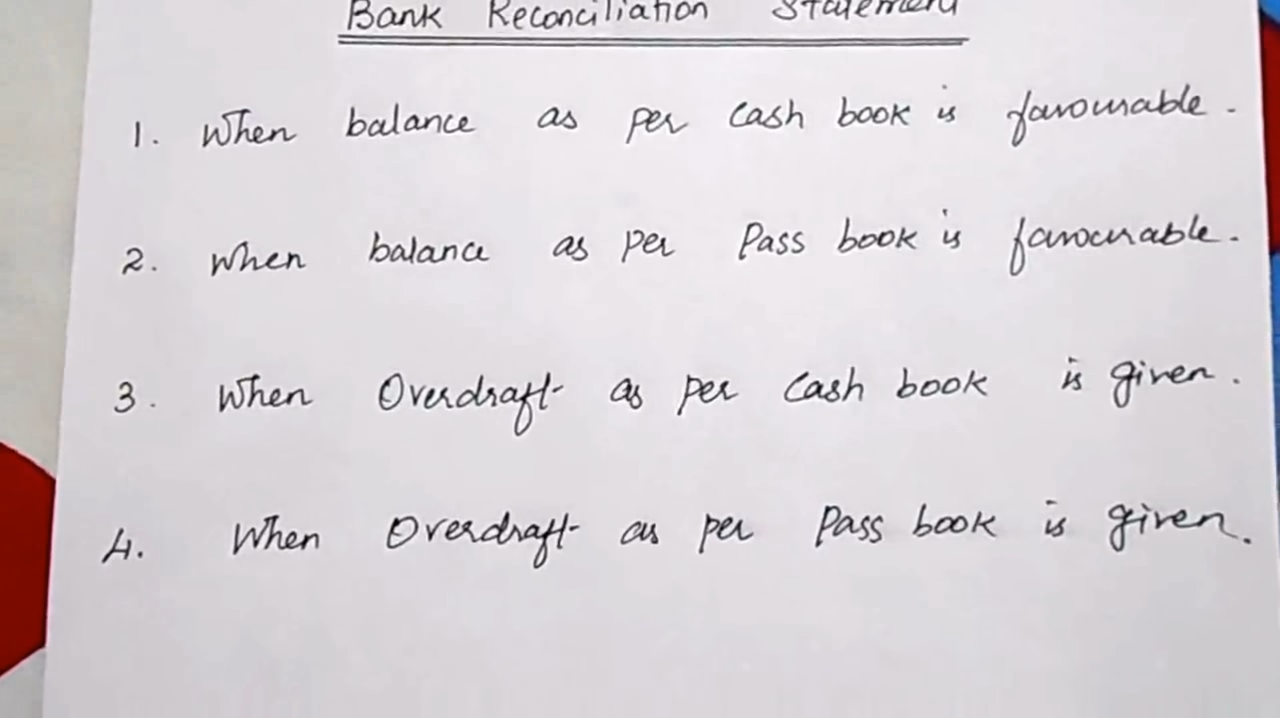 Bank Reconciliation Statement
1. When balance as per Cash book is favourable.
2. When balance as per Pass book is favourable.
3. When Overdraft as per Cash book is given.
4. When Overdraft as per Pass book is given.